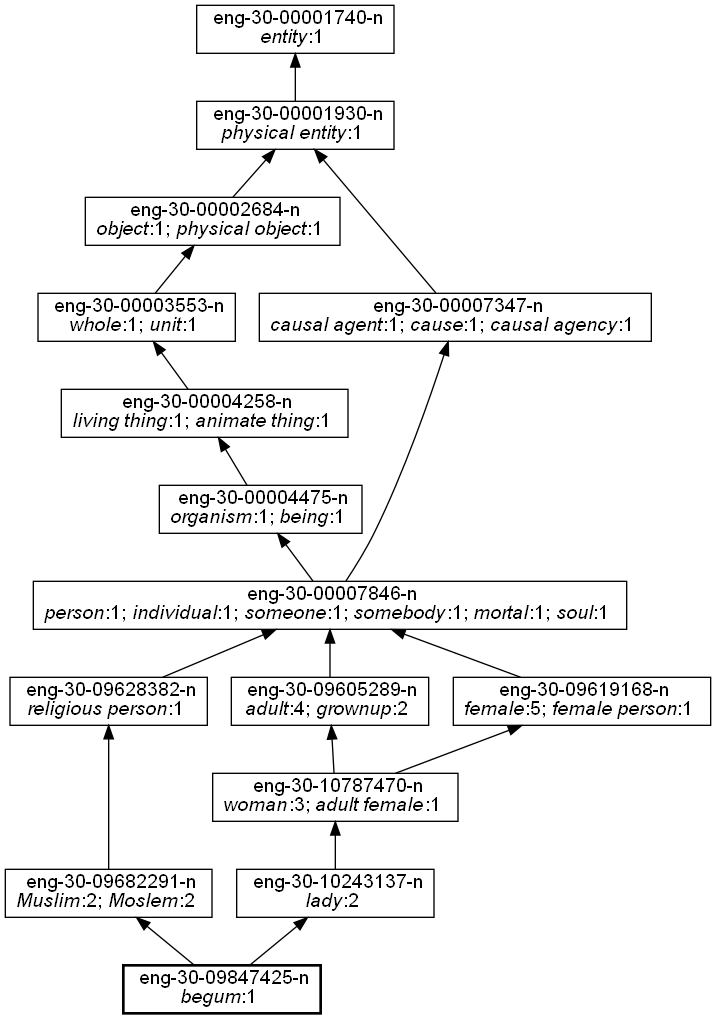 eng-30-00001740-n
entity:1
eng-30-00001930-n
physical entity:1
eng-30-00002684-n
object:1; physical object:1
eng-30-00003553-n
whole:1; unit:1
eng-30-00007347-n
causal agent:1; cause:1; causal agency:1
eng-30-00004258-n
living thing:1; animate thing:1
eng-30-00004475-n
organism:1; being:1
eng-30-00007846-n
person:1; individual:1; someone:1; somebody:1; mortal:1; soul:1
eng-30-09628382-n
religious person:1
eng-30-09605289-n
adult:4; grownup:2
eng-30-09619168-n
female:5; female person:1
eng-30-10787470-n
woman:3; adult female:1
eng-30-09682291-n
Muslim:2; Moslem:2
eng-30-10243137-n
lady:2
eng-30-09847425-n
begum:1